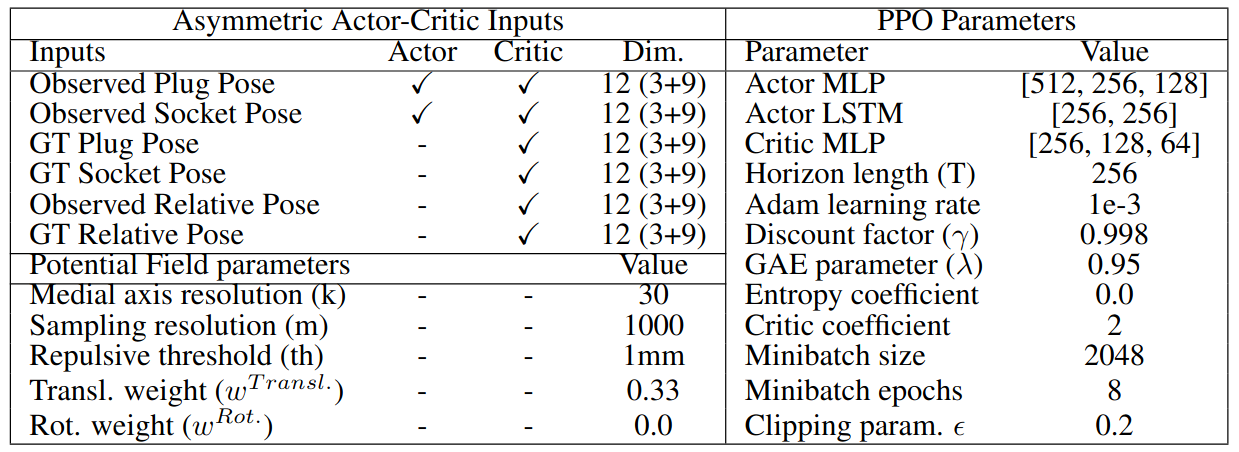 Asymmetric Actor-Critic Inputs PPO Parameters
Inputs Actor Critic Dim. Parameter Value
Observed Plug Pose ✓ ✓ 12 (3+9) Actor MLP [512, 256, 128]
Observed Socket Pose ✓ ✓ 12 (3+9) Actor LSTM [256, 256]
GT Plug Pose - ✓ 12 (3+9) Critic MLP [256, 128, 64]
GT Socket Pose - ✓ 12 (3+9) Horizon length (T) 256
Observed Relative Pose - ✓ 12 (3+9) Adam learning rate 1e-3
GT Relative Pose - ✓ 12 (3+9) Discount factor (γ) 0.998
Potential Field parameters Value GAE parameter (λ) 0.95
Medial axis resolution (k) - - 30 Entropy coefficient 0.0
Sampling resolution (m) - - 1000 Critic coefficient 2
Repulsive threshold (th) - - 1mm Minibatch size 2048
Transl. weight (w^{Transl.}) - - 0.33 Minibatch epochs 8
Rot. weight (w^{Rot.}) - - 0.0 Clipping param. ϵ 0.2